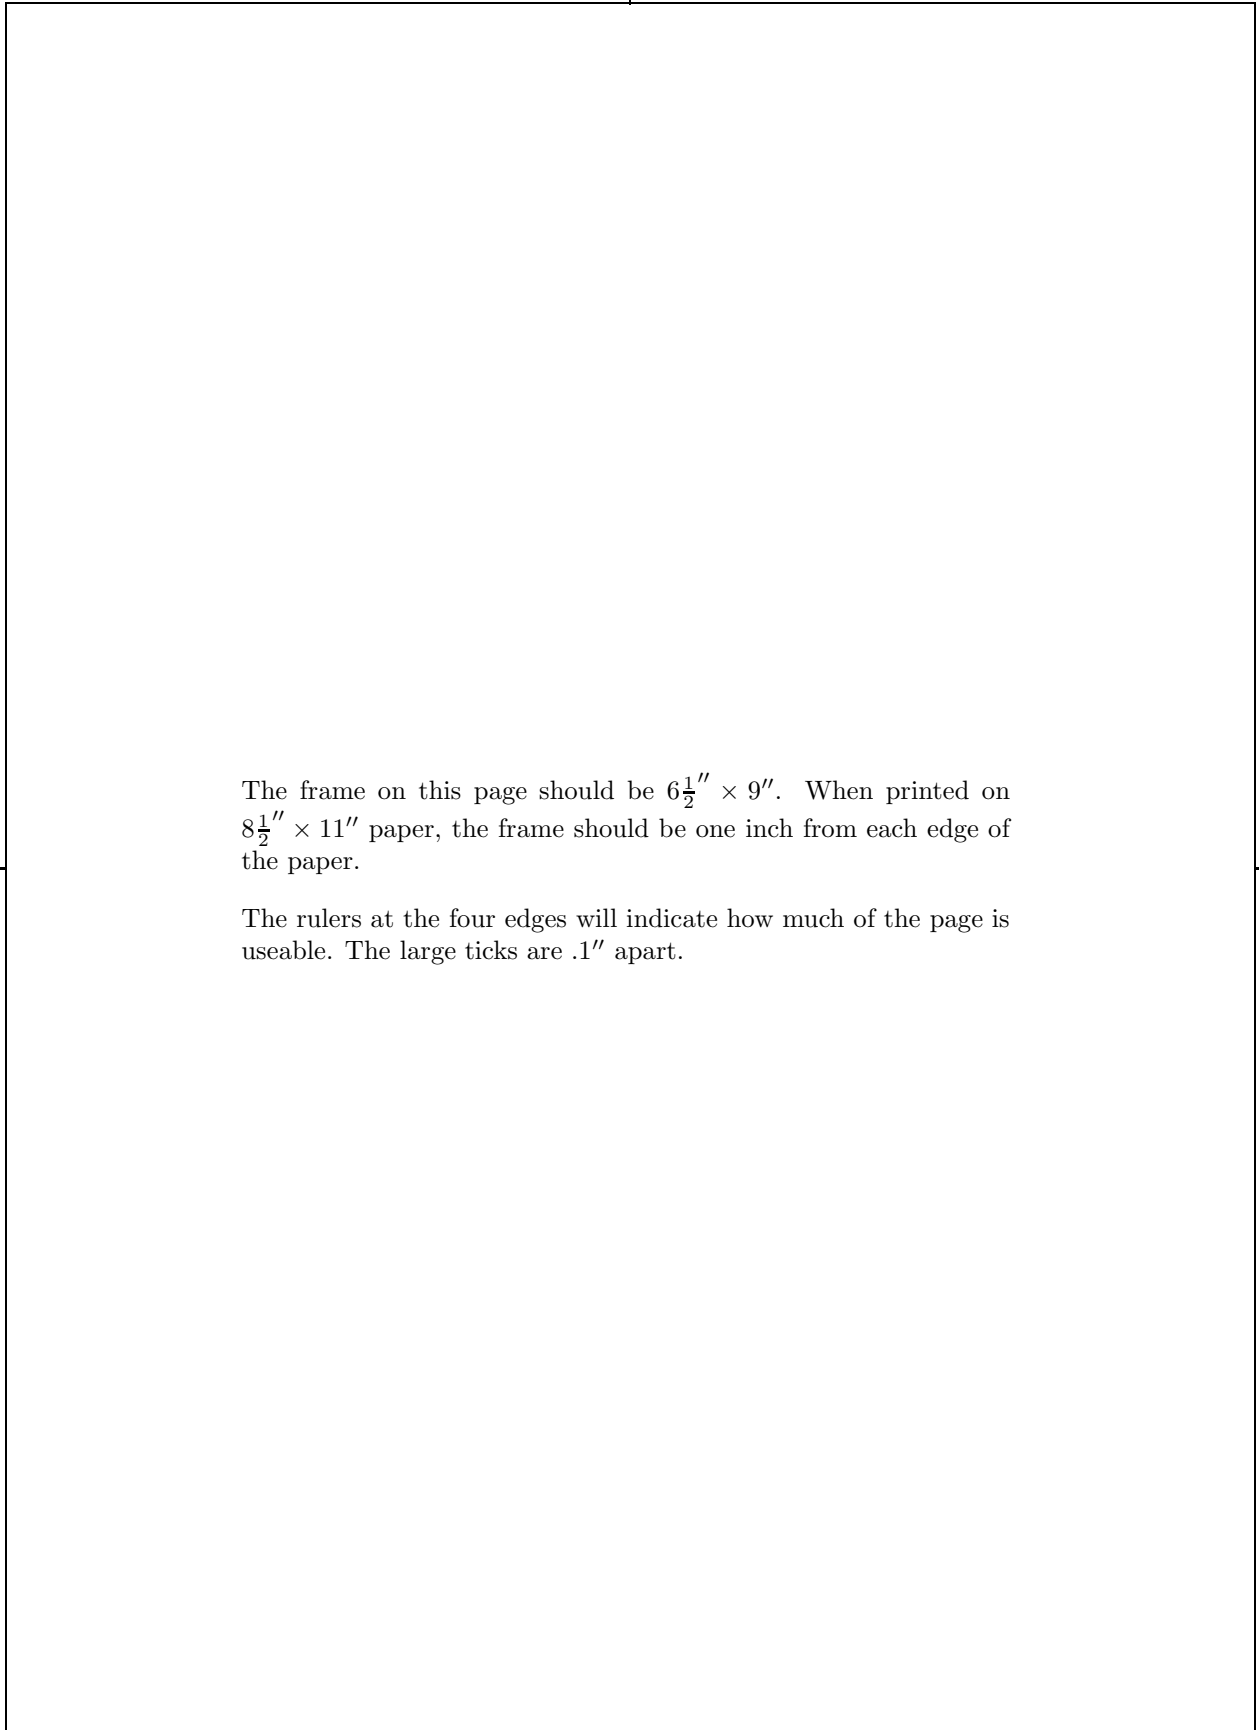 The frame on this page should be 6½″ × 9″. When printed on
8½″ × 11″ paper, the frame should be one inch from each edge of
the paper.
The rulers at the four edges will indicate how much of the page is
useable. The large ticks are .1″ apart.